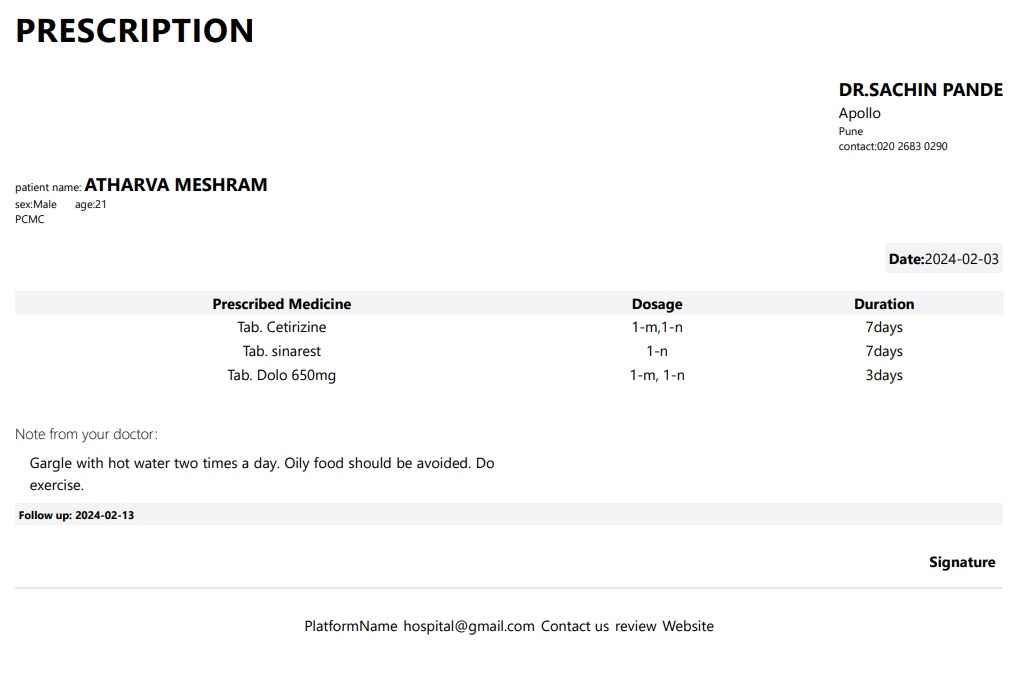 PRESCRIPTION
DR.SACHIN PANDE
Apollo
Pune
contact:020 2683 0290
patient name: ATHARVA MESHRAM
sex:Male age:21
PCMC
Date:2024-02-03
Prescribed Medicine Dosage Duration
Tab. Cetirizine 1-m,1-n 7days
Tab. sinarest 1-n 7days
Tab. Dolo 650mg 1-m, 1-n 3days
Note from your doctor:
Gargle with hot water two times a day. Oily food should be avoided. Do
exercise.
Follow up: 2024-02-13
Signature
PlatformName hospital@gmail.com Contact us review Website